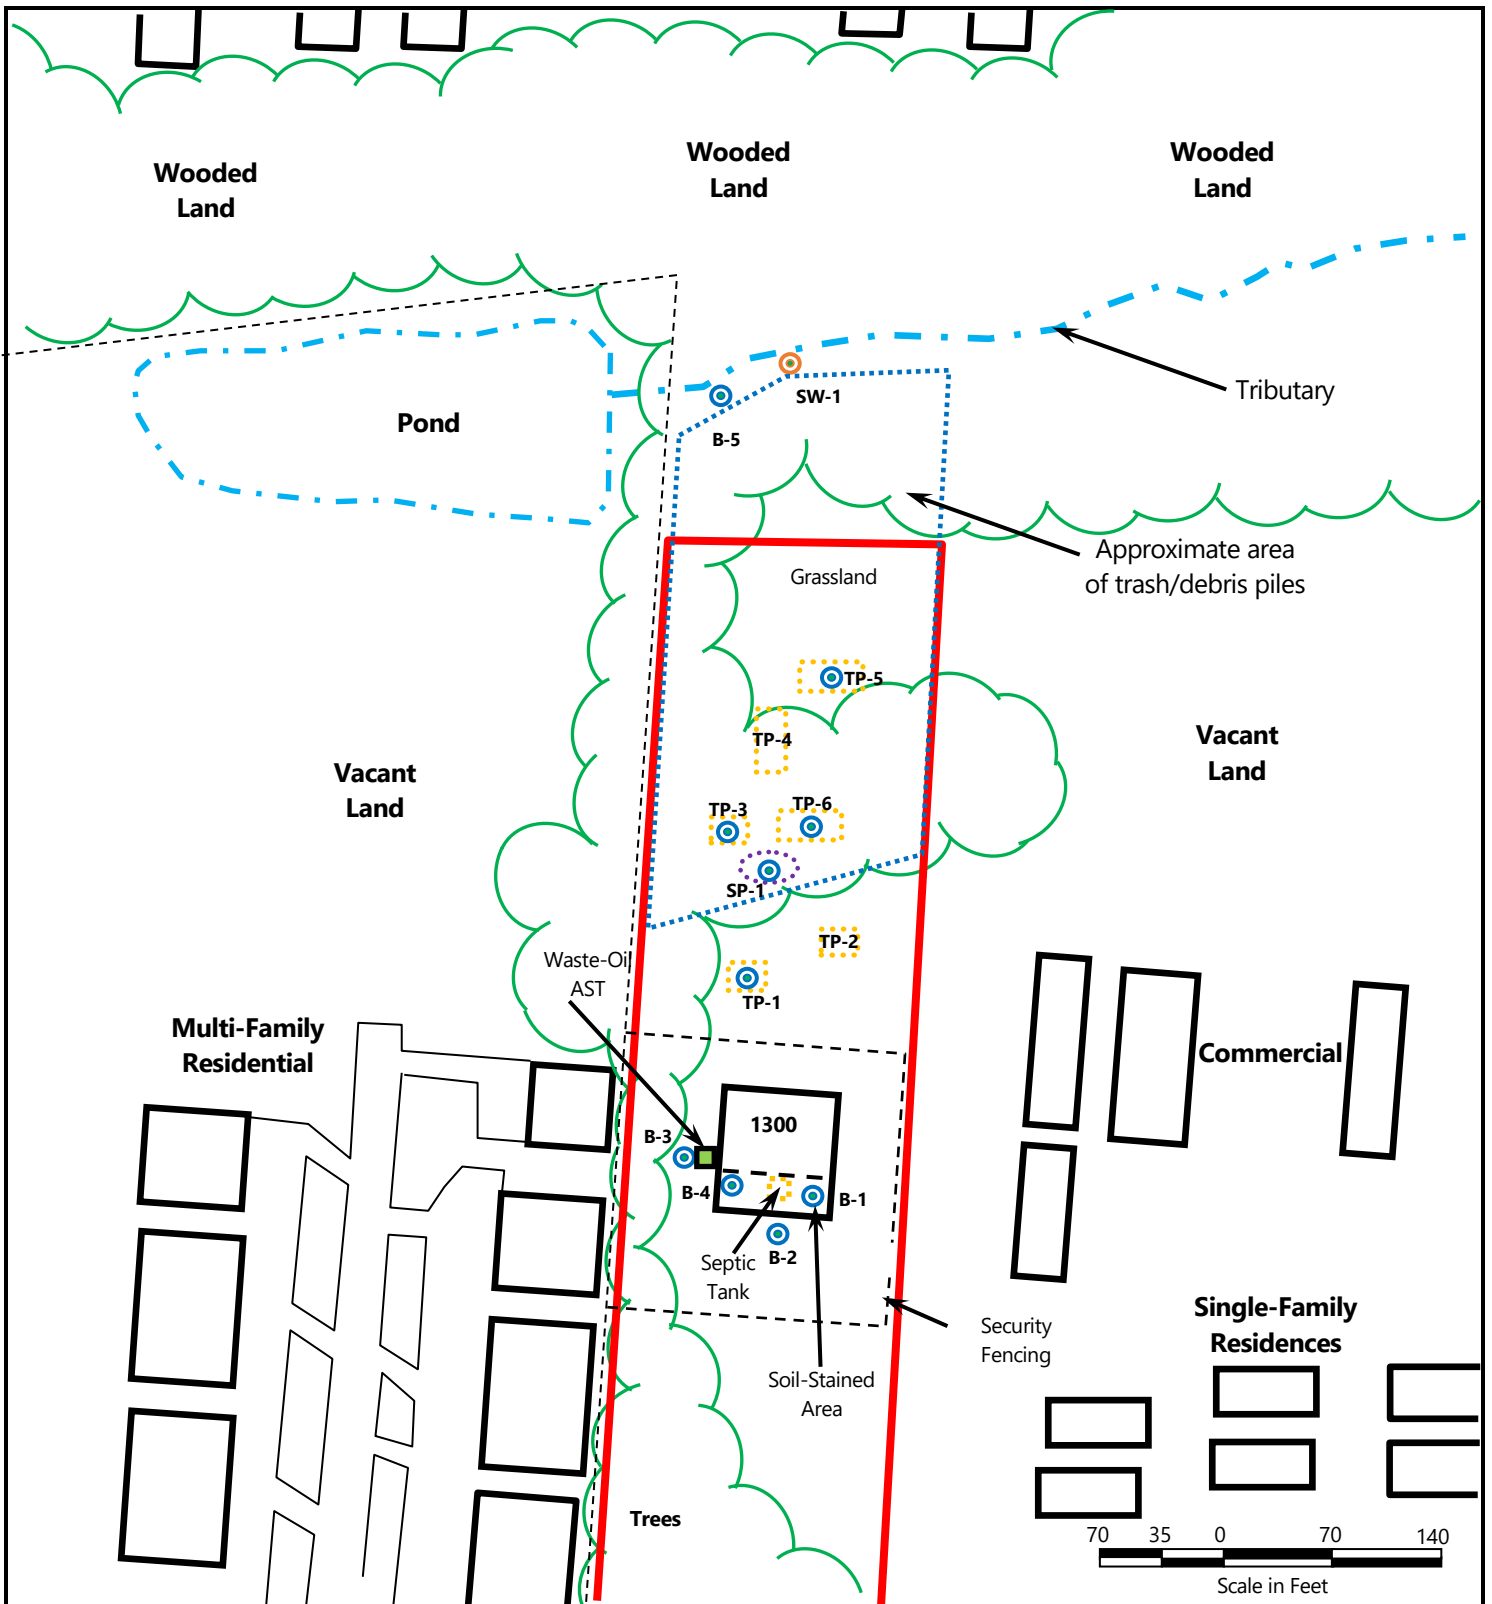 Wooded
Land
Wooded
Land
Wooded
Land
Tributary
SW-1
Pond
B-5
Approximate area
of trash/debris piles
Grassland
TP-5
TP-4
Vacant
Land
Vacant
Land
TP-3
TP-6
SP-1
TP-2
Waste-Oil
AST
TP-1
Multi-Family
Residential
Commercial
1300
B-3
B-4
B-1
B-2
Septic
Tank
Security
Fencing
Single-Family
Residences
Soil-Stained
Area
Trees
70 35 0 70 140
Scale in Feet